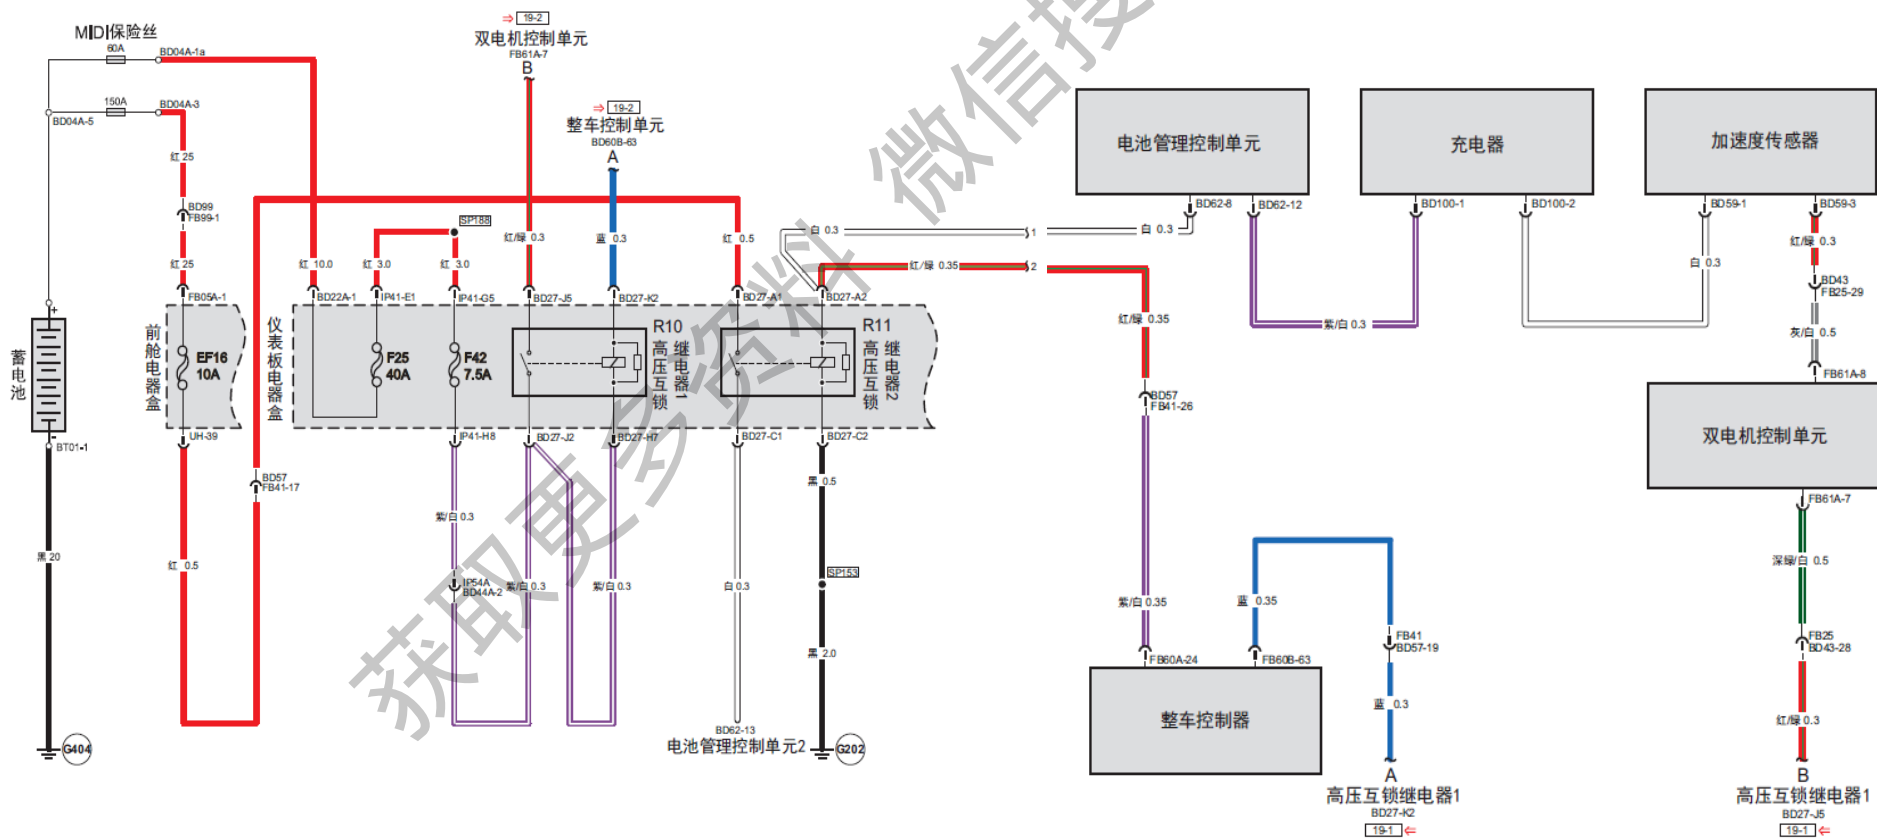 MIDI保险丝
60A
BD04A-1a
150A
BD04A-3
BD04A-5
红 25
BD99
FB99-1
红 25
FB05A-1
前舱电器盒
EF16
10A
UH-39
红 0.5
蓄电池
+
-
BT01-1
黑 20
G404
BD57
FB41-17
19-2
双电机控制单元
FB61A-7
B
19-2
整车控制单元
BD60B-63
A
SP188
红 10.0
红 3.0
红 3.0
红/绿 0.3
蓝 0.3
红 0.5
白 0.3
红/绿 0.35
1
2
BD22A-1
IP41-E1
IP41-G5
BD27-J5
BD27-K2
BD27-A1
BD27-A2
仪表板电器盒
F25
40A
F42
7.5A
R10
继电器1
高压互锁
R11
继电器2
高压互锁
IP41-H8
BD27-J2
BD27-H7
BD27-C1
BD27-C2
紫/白 0.3
IP54A
BD44A-2
紫/白 0.3
紫/白 0.3
白 0.3
黑 0.5
SP153
黑 2.0
BD62-13
电池管理控制单元2
G202
电池管理控制单元
充电器
加速度传感器
BD62-8
BD62-12
BD100-1
BD100-2
BD59-1
BD59-3
白 0.3
紫/白 0.3
白 0.3
红/绿 0.3
BD43
FB25-29
灰/白 0.5
FB61A-8
双电机控制单元
FB61A-7
深绿/白 0.5
FB25
BD43-28
红/绿 0.3
B
高压互锁继电器1
BD27-J5
19-1
红/绿 0.35
BD57
FB41-26
紫/白 0.35
FB60A-24
蓝 0.35
FB60B-63
整车控制器
FB41
BD57-19
蓝 0.3
A
高压互锁继电器1
BD27-K2
19-1
获取更多资料 微信搜